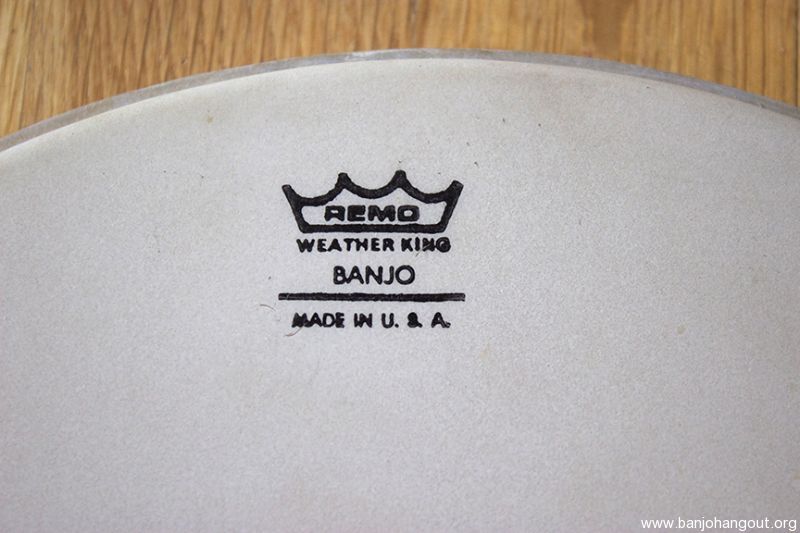 REMO
WEATHER KING
BANJO
MADE IN U. S. A.
www.banjohangout.org